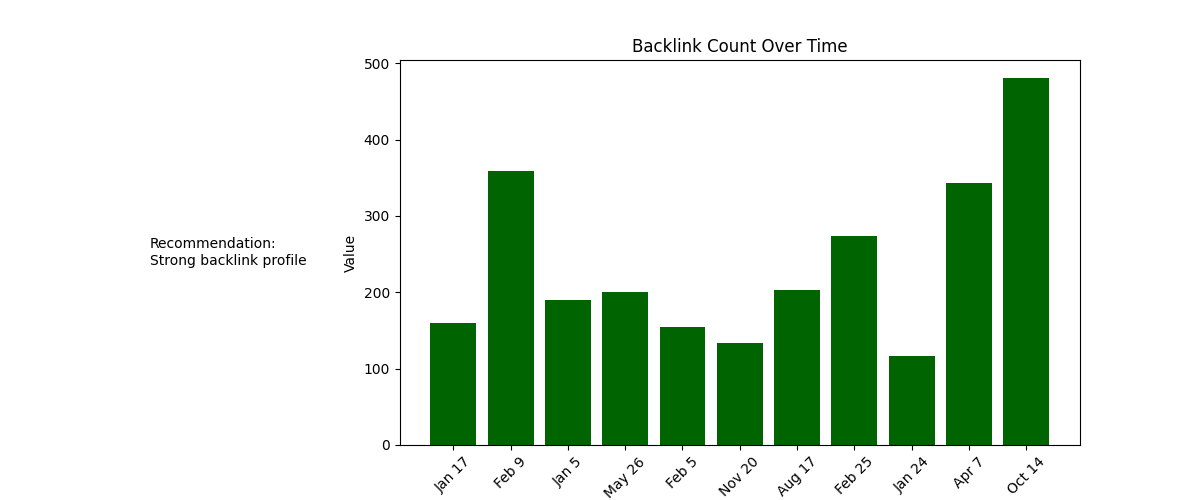 Backlink Count Over Time
Recommendation:
Strong backlink profile
Value
500
400
300
200
100
0
Jan 17
Feb 9
Jan 5
May 26
Feb 5
Nov 20
Aug 17
Feb 25
Jan 24
Apr 7
Oct 14